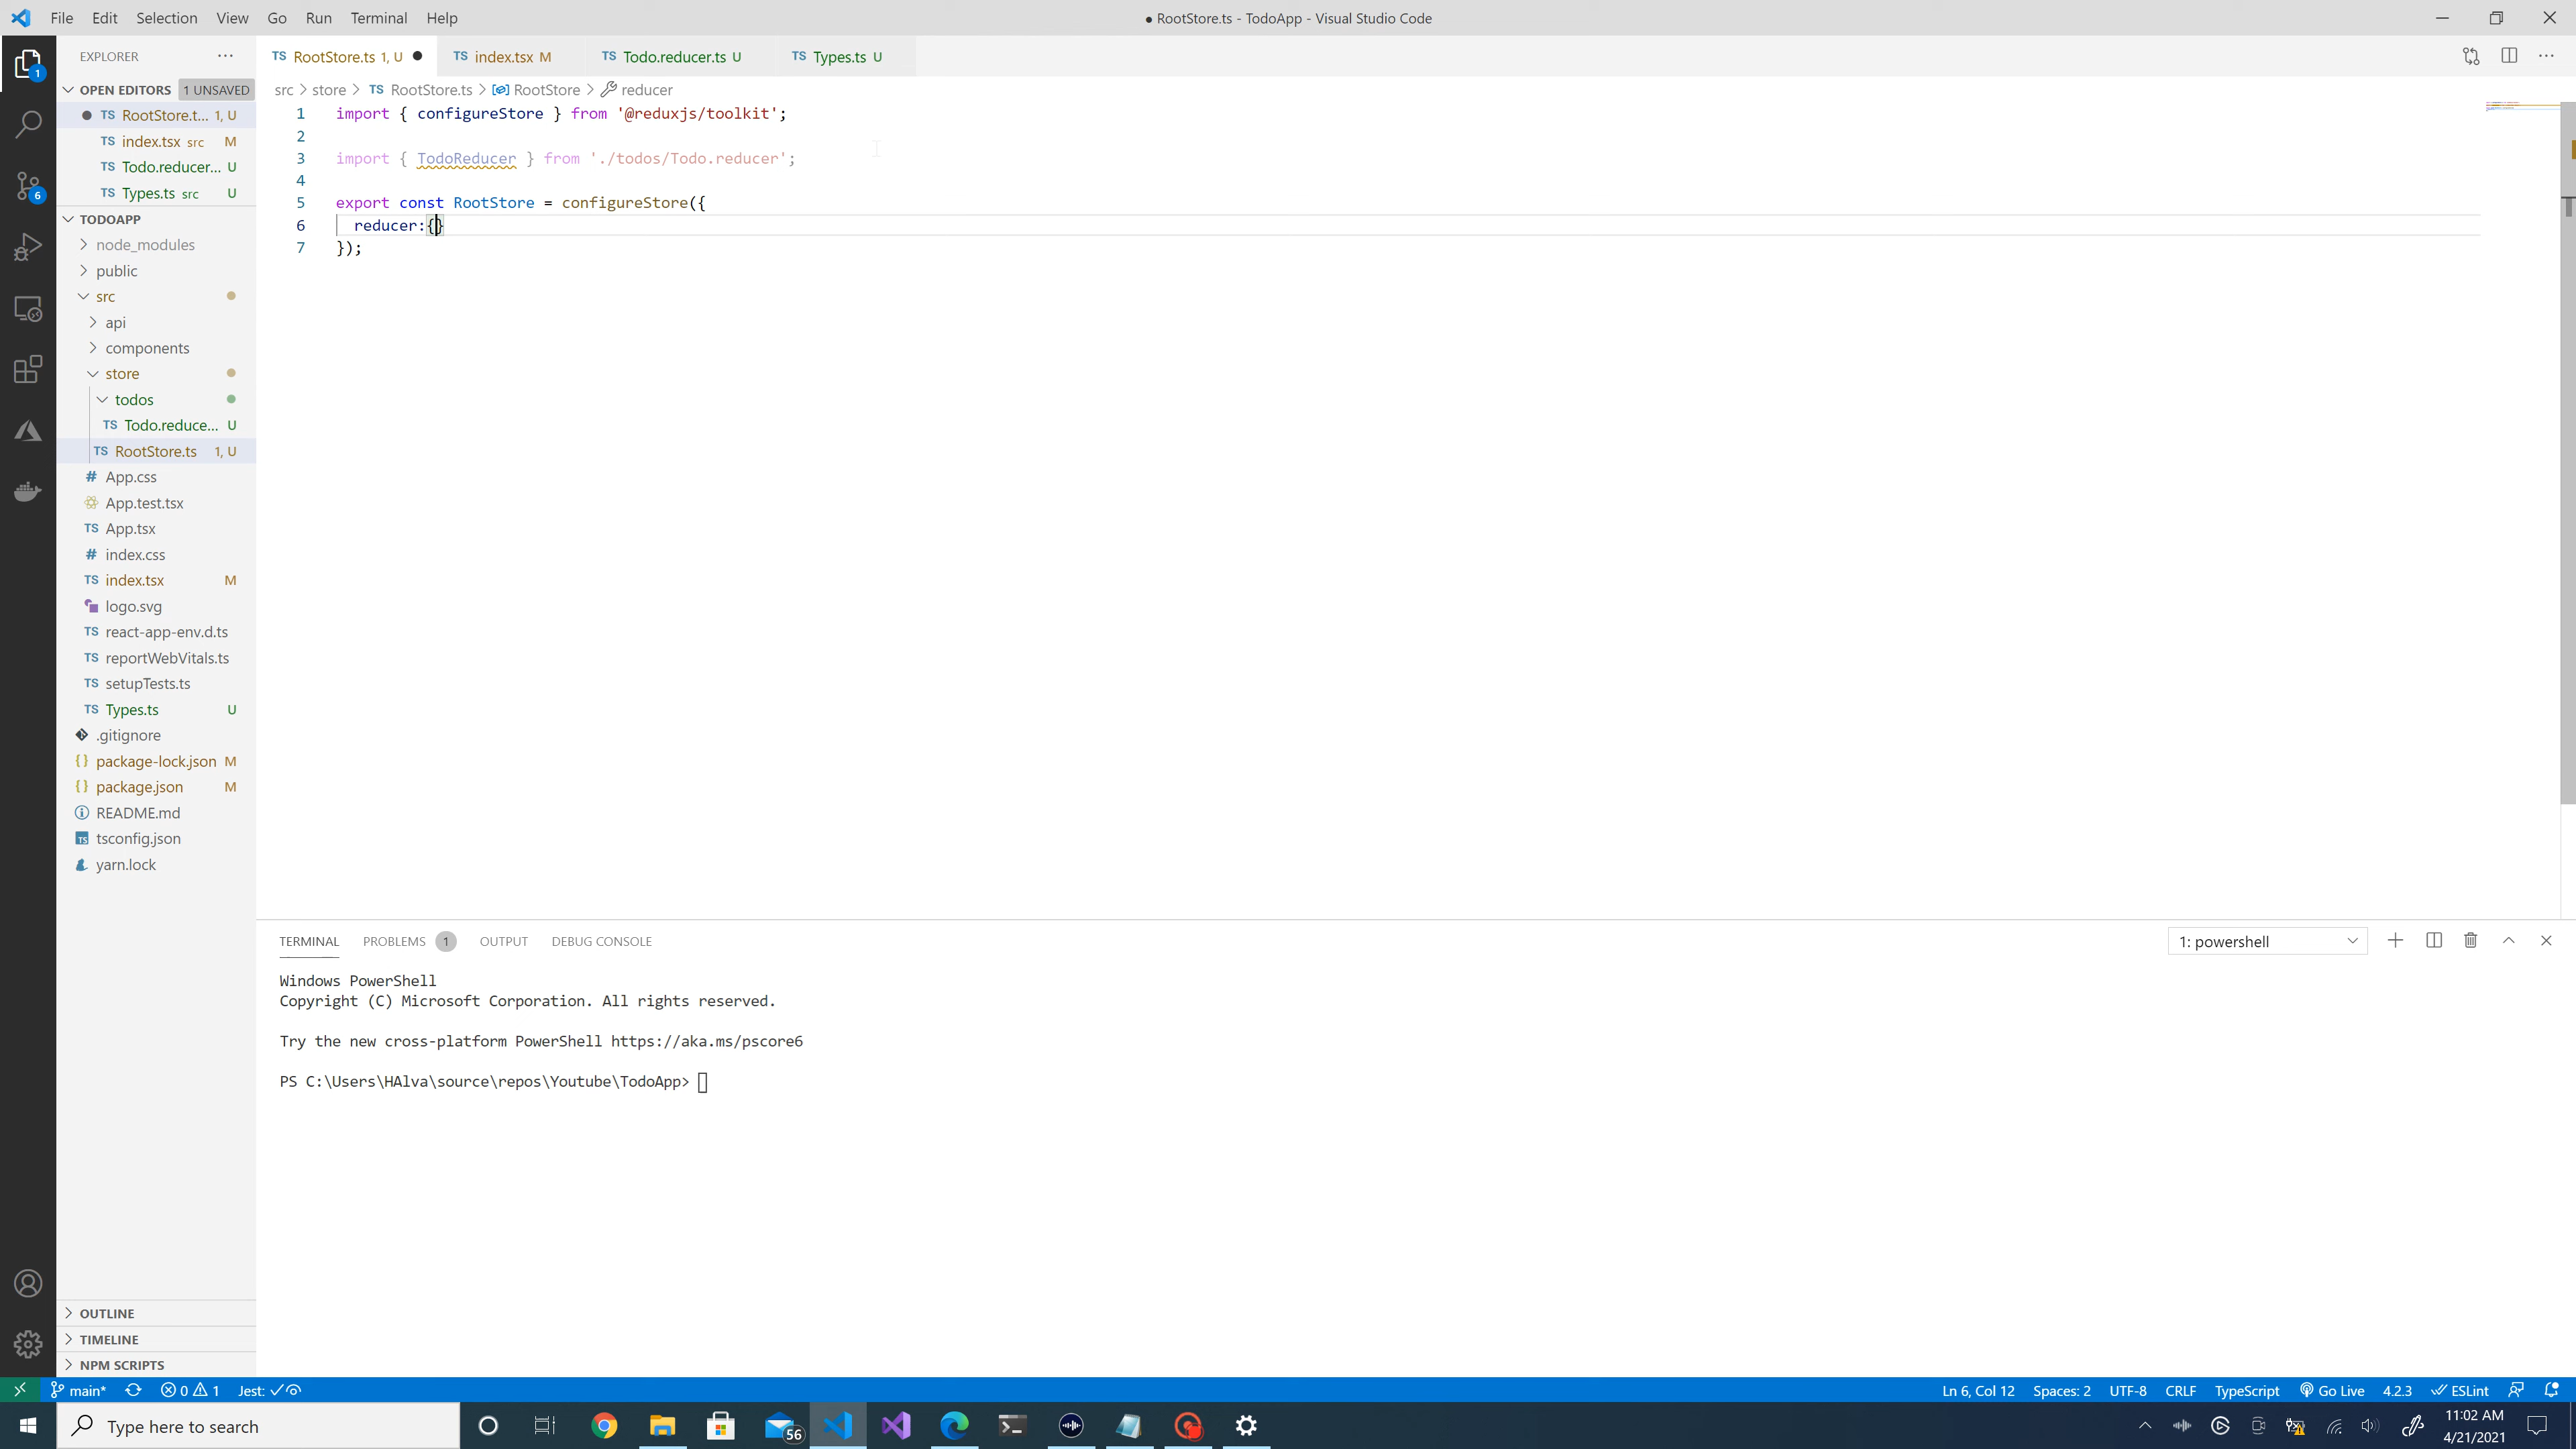 File Edit Selection View Go Run Terminal Help
● RootStore.ts - TodoApp - Visual Studio Code
EXPLORER
TS RootStore.ts 1, U
TS index.tsx M
TS Todo.reducer.ts U
TS Types.ts U
1
OPEN EDITORS 1 UNSAVED
src > store > TS RootStore.ts > RootStore > reducer
TS RootStore.t... 1, U
TS index.tsx src M
TS Todo.reducer... U
TS Types.ts src U
6
TODOAPP
node_modules
public
src
api
components
store
todos
TS Todo.reduce... U
TS RootStore.ts 1, U
# App.css
App.test.tsx
TS App.tsx
# index.css
TS index.tsx M
logo.svg
TS react-app-env.d.ts
TS reportWebVitals.ts
TS setupTests.ts
TS Types.ts U
.gitignore
{} package-lock.json M
{} package.json M
README.md
TS tsconfig.json
yarn.lock
OUTLINE
TIMELINE
NPM SCRIPTS
1 import { configureStore } from '@reduxjs/toolkit';
2
3 import { TodoReducer } from './todos/Todo.reducer';
4
5 export const RootStore = configureStore({
6 reducer:{}
7 });
TERMINAL PROBLEMS 1 OUTPUT DEBUG CONSOLE
1: powershell
Windows PowerShell
Copyright (C) Microsoft Corporation. All rights reserved.
Try the new cross-platform PowerShell https://aka.ms/pscore6
PS C:\Users\HAlva\source\repos\Youtube\TodoApp>
main* 0 1 Jest:
Ln 6, Col 12 Spaces: 2 UTF-8 CRLF TypeScript Go Live 4.2.3 ESLint
Type here to search
56
11:02 AM
4/21/2021